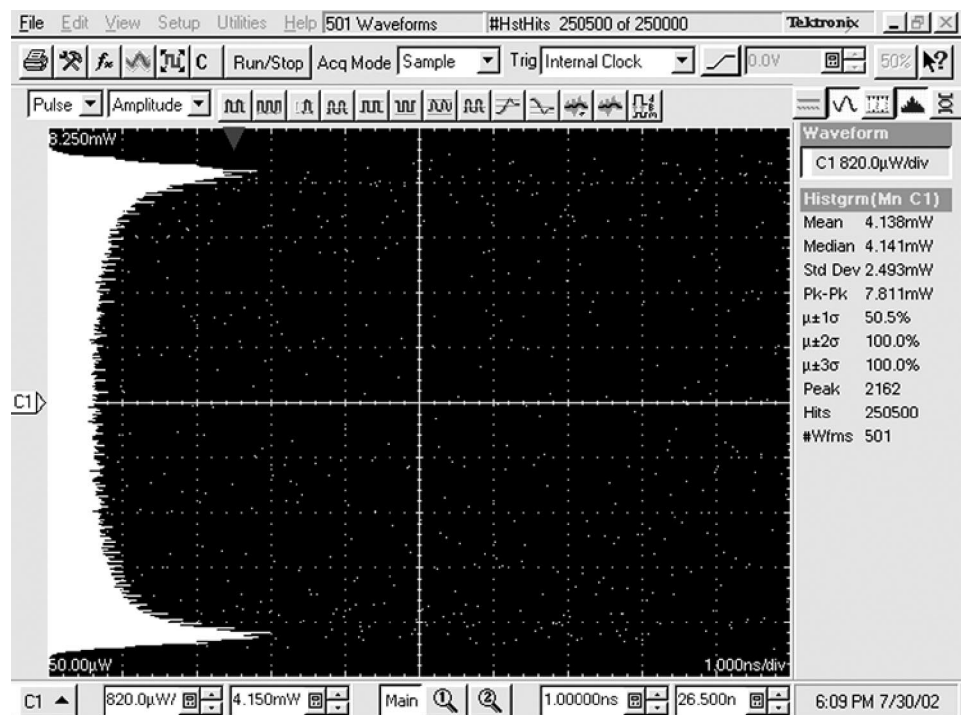 File Edit View Setup Utilities Help 501 Waveforms #HstHits 250500 of 250000 Tektronix
C Run/Stop Acq Mode Sample Trig Internal Clock 0.0V 50%
Pulse Amplitude
8.250mW
Waveform
C1 820.0µW/div
Histgrm(Mn C1)
Mean 4.138mW
Median 4.141mW
Std Dev 2.493mW
Pk-Pk 7.811mW
µ±1σ 50.5%
µ±2σ 100.0%
µ±3σ 100.0%
Peak 2162
Hits 250500
#Wfms 501
C1
50.00µW 1.000ns/div
C1 820.0µW/ 4.150mW Main 1 2 1.00000ns 26.500n 6:09 PM 7/30/02